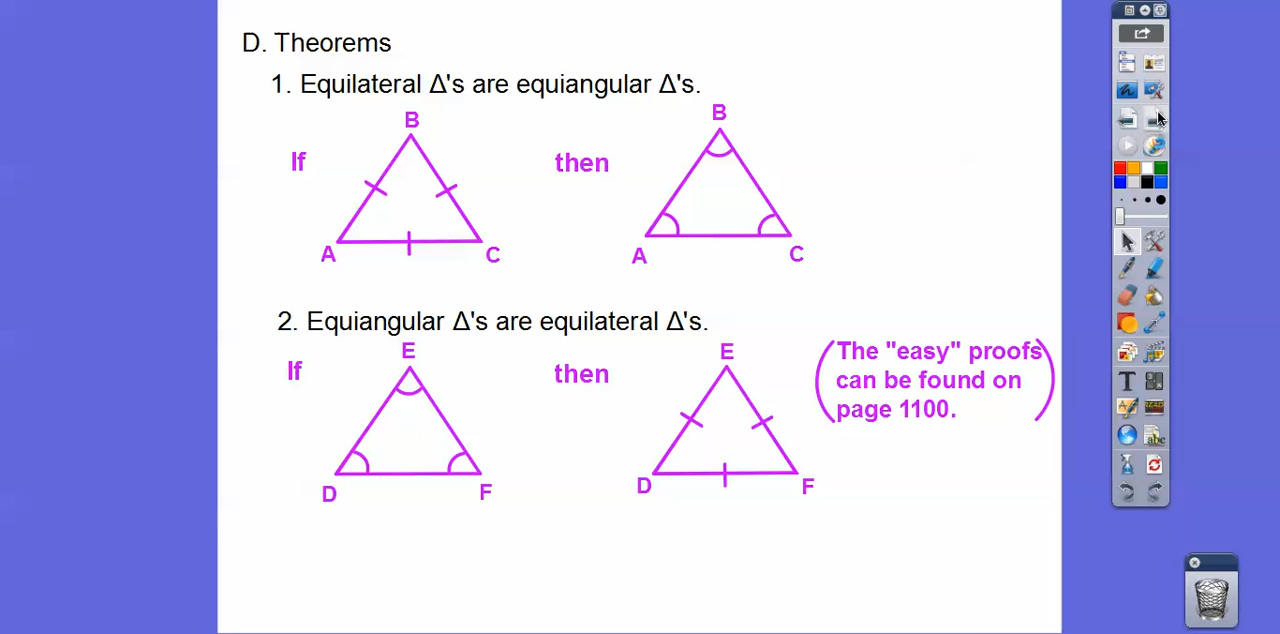 D. Theorems
1. Equilateral Δ's are equiangular Δ's.
If
B
A
C
then
B
A
C
2. Equiangular Δ's are equilateral Δ's.
If
E
D
F
then
E
D
F
(The "easy" proofs
can be found on
page 1100.)